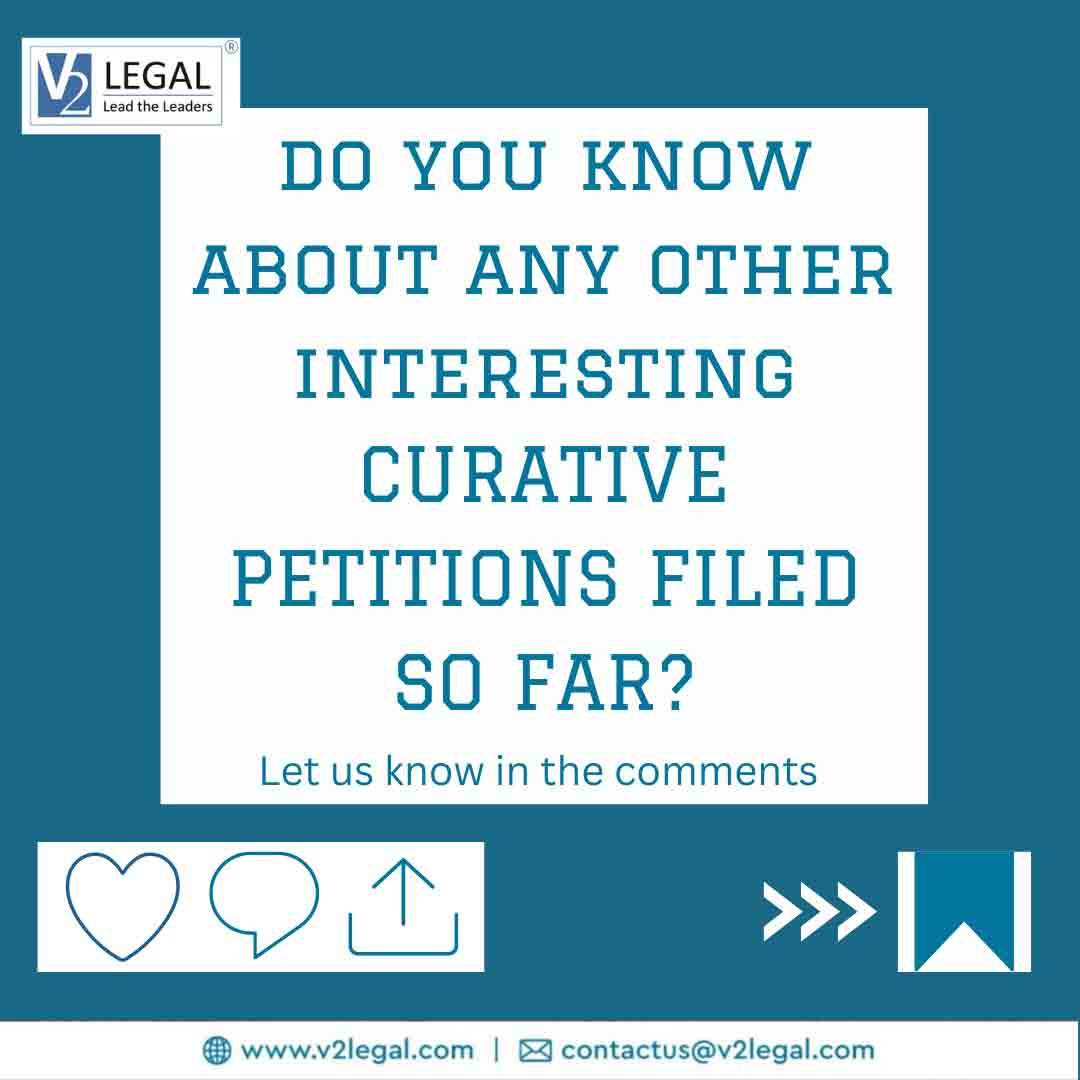 V2 LEGAL ®
Lead the Leaders
DO YOU KNOW
ABOUT ANY OTHER
INTERESTING
CURATIVE
PETITIONS FILED
SO FAR?
Let us know in the comments
www.v2legal.com | contactus@v2legal.com